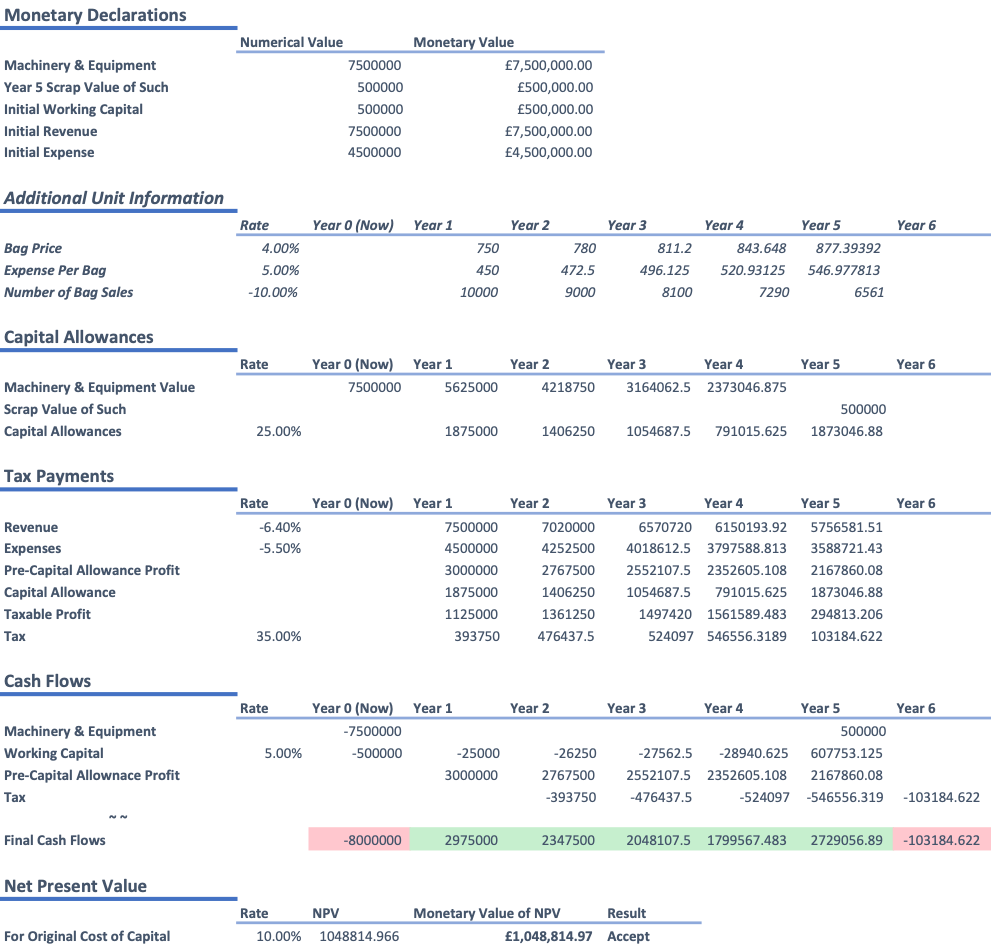 Monetary Declarations
Numerical Value Monetary Value
Machinery & Equipment 7500000 £7,500,000.00
Year 5 Scrap Value of Such 500000 £500,000.00
Initial Working Capital 500000 £500,000.00
Initial Revenue 7500000 £7,500,000.00
Initial Expense 4500000 £4,500,000.00
Additional Unit Information
Rate Year 0 (Now) Year 1 Year 2 Year 3 Year 4 Year 5 Year 6
Bag Price 4.00% 750 780 811.2 843.648 877.39392
Expense Per Bag 5.00% 450 472.5 496.125 520.93125 546.977813
Number of Bag Sales -10.00% 10000 9000 8100 7290 6561
Capital Allowances
Rate Year 0 (Now) Year 1 Year 2 Year 3 Year 4 Year 5 Year 6
Machinery & Equipment Value 7500000 5625000 4218750 3164062.5 2373046.875
Scrap Value of Such 500000
Capital Allowances 25.00% 1875000 1406250 1054687.5 791015.625 1873046.88
Tax Payments
Rate Year 0 (Now) Year 1 Year 2 Year 3 Year 4 Year 5 Year 6
Revenue -6.40% 7500000 7020000 6570720 6150193.92 5756581.51
Expenses -5.50% 4500000 4252500 4018612.5 3797588.813 3588721.43
Pre-Capital Allowance Profit 3000000 2767500 2552107.5 2352605.108 2167860.08
Capital Allowance 1875000 1406250 1054687.5 791015.625 1873046.88
Taxable Profit 1125000 1361250 1497420 1561589.483 294813.206
Tax 35.00% 393750 476437.5 524097 546556.3189 103184.622
Cash Flows
Rate Year 0 (Now) Year 1 Year 2 Year 3 Year 4 Year 5 Year 6
Machinery & Equipment -7500000 500000
Working Capital 5.00% -500000 -25000 -26250 -27562.5 -28940.625 607753.125
Pre-Capital Allownace Profit 3000000 2767500 2552107.5 2352605.108 2167860.08
Tax -393750 -476437.5 -524097 -546556.319 -103184.622
~ ~
Final Cash Flows -8000000 2975000 2347500 2048107.5 1799567.483 2729056.89 -103184.622
Net Present Value
Rate NPV Monetary Value of NPV Result
For Original Cost of Capital 10.00% 1048814.966 £1,048,814.97 Accept